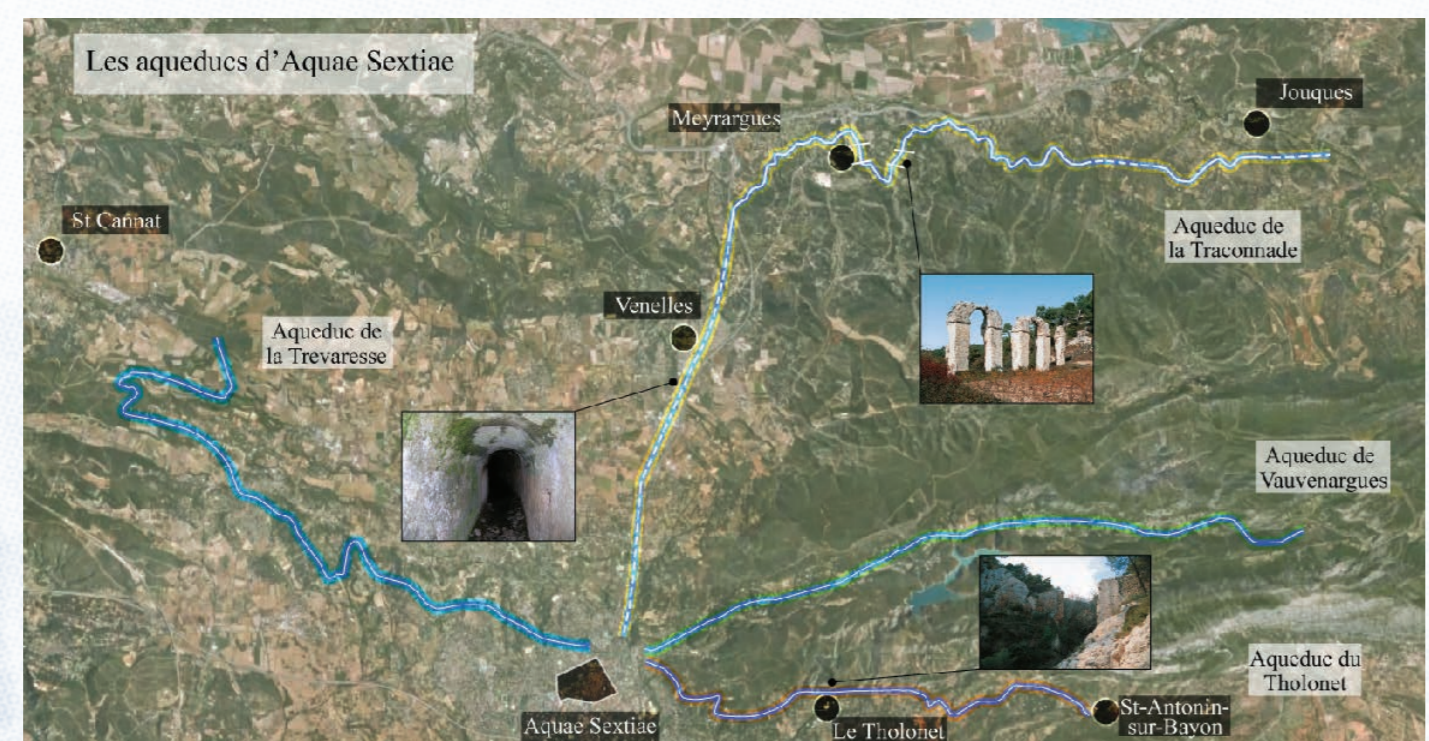 Les aqueducs d'Aquae Sextiae
Jouques
Meyrargues
St Cannat
Aqueduc de
la Traconnade
Venelles
Aqueduc de
la Trevaresse
Aqueduc de
Vauvenargues
Aqueduc du
Tholonet
St-Antonin-
sur-Bayon
Aquae Sextiae
Le Tholonet